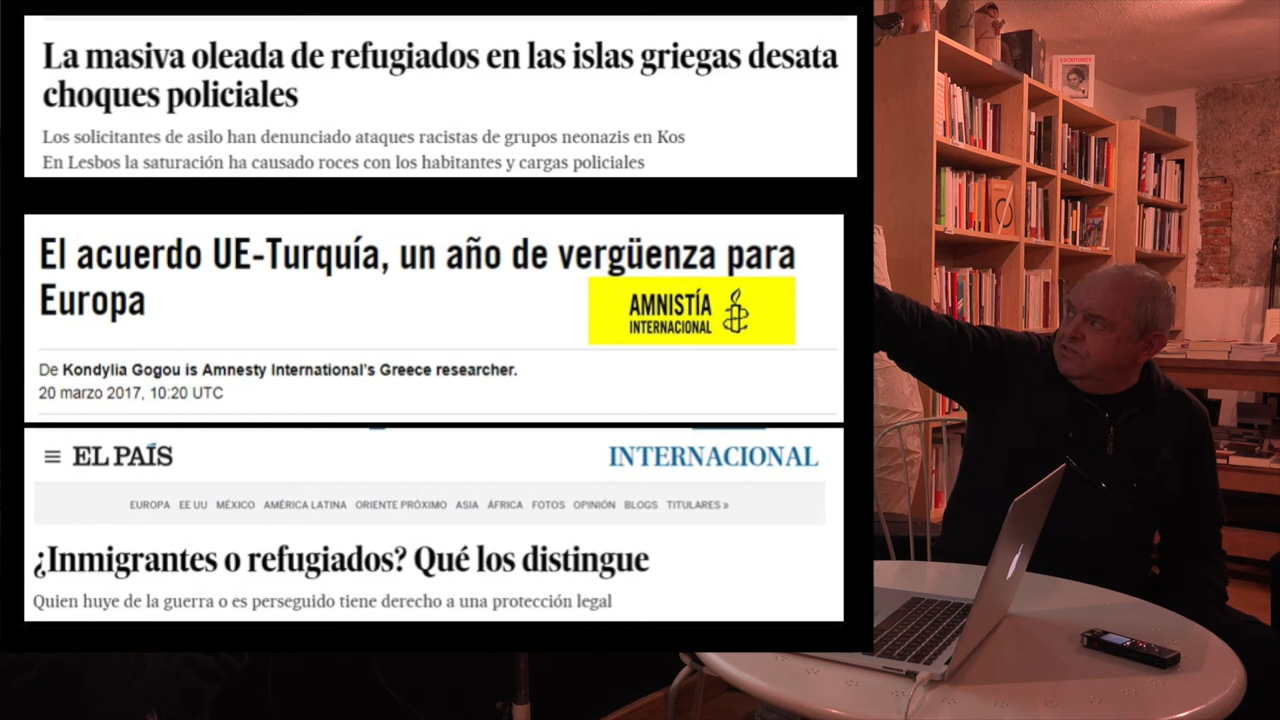 La masiva oleada de refugiados en las islas griegas desata
choques policiales
Los solicitantes de asilo han denunciado ataques racistas de grupos neonazis en Kos
En Lesbos la saturación ha causado roces con los habitantes y cargas policiales
El acuerdo UE-Turquía, un año de vergüenza para
Europa
AMNISTÍA
INTERNACIONAL
De Kondylia Gogou is Amnesty International's Greece researcher.
20 marzo 2017, 10:20 UTC
EL PAÍS
INTERNACIONAL
EUROPA EE UU MÉXICO AMÉRICA LATINA ORIENTE PRÓXIMO ASIA ÁFRICA FOTOS OPINIÓN BLOGS TITULARES »
¿Inmigrantes o refugiados? Qué los distingue
Quien huye de la guerra o es perseguido tiene derecho a una protección legal
ESCRITORES